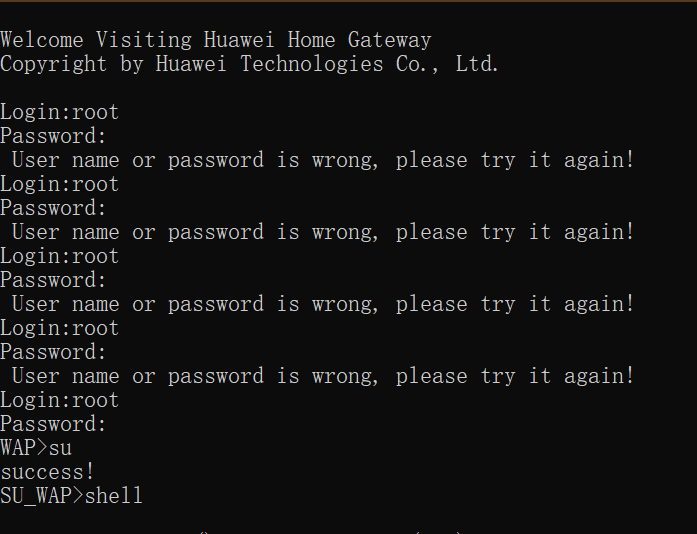 Welcome Visiting Huawei Home Gateway
Copyright by Huawei Technologies Co., Ltd.
Login:root
Password:
User name or password is wrong, please try it again!
Login:root
Password:
User name or password is wrong, please try it again!
Login:root
Password:
User name or password is wrong, please try it again!
Login:root
Password:
User name or password is wrong, please try it again!
Login:root
Password:
WAP>su
success!
SU_WAP>shell